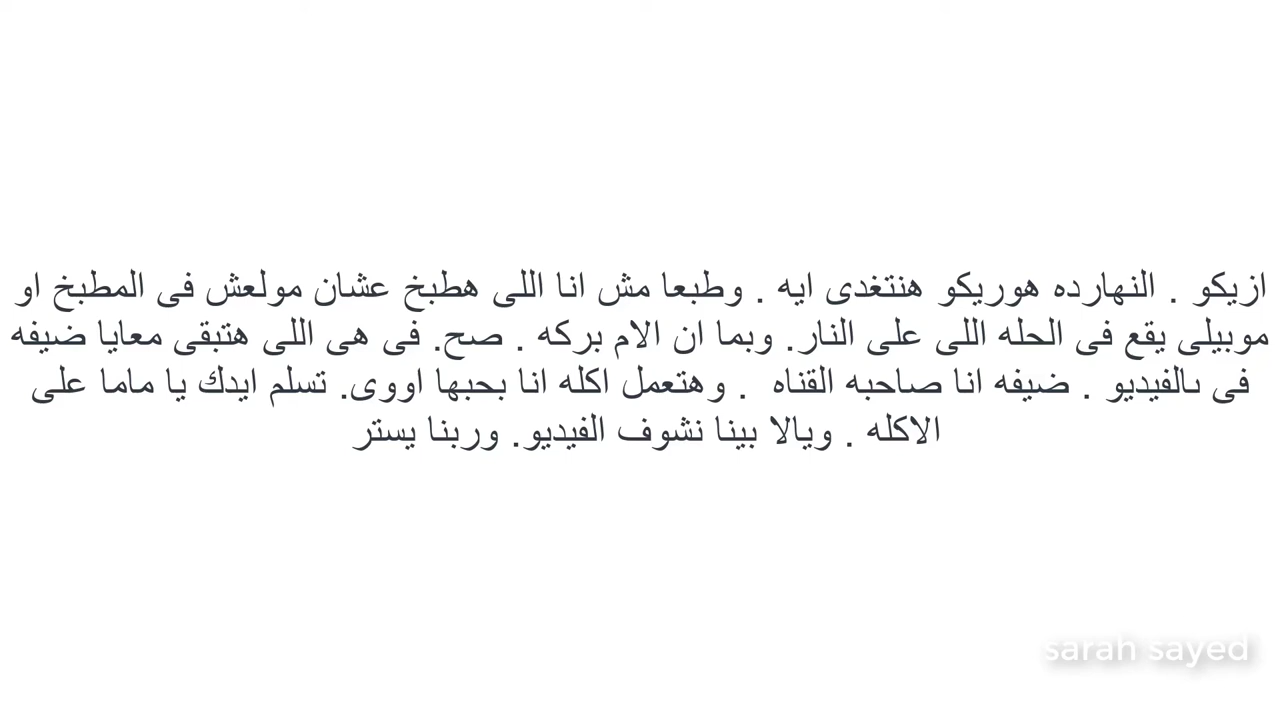 ازيكو . النهارده هوريكو هنتغدى ايه . وطبعا مش انا اللى هطبخ عشان مولعش فى المطبخ او
موبيلى يقع فى الحله اللى على النار. وبما ان الام بركه . صح. فى هى اللى هتبقى معايا ضيفه
فى بالفيديو . ضيفه انا صاحبه القناه . وهتعمل اكله انا بحبها اووى. تسلم ايدك يا ماما على
الاكله . ويالا بينا نشوف الفيديو. وربنا يستر
sarah sayed